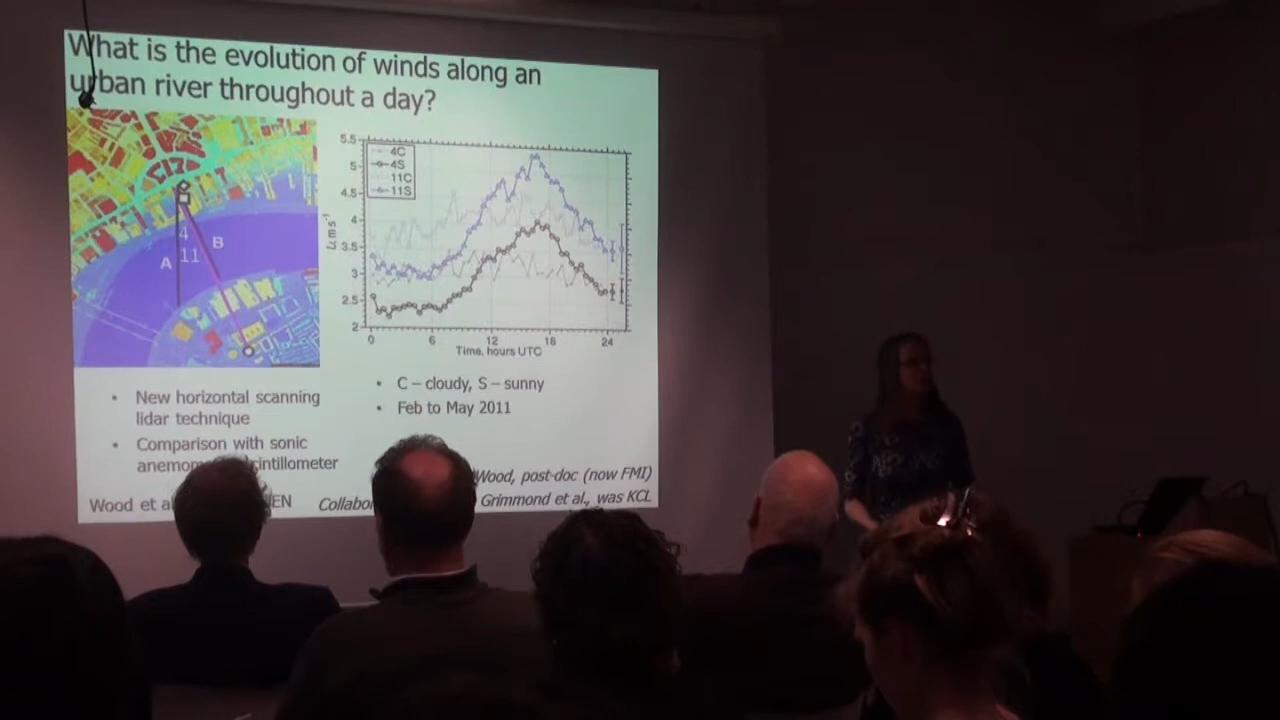 What is the evolution of winds along an
urban river throughout a day?
4
11
A
B
5.5
5
4.5
4
3.5
3
2.5
2
4C
4S
11C
11S
0
6
12
18
24
Time, hours UTC
New horizontal scanning
lidar technique
Comparison with sonic
C – cloudy, S – sunny
Feb to May 2011
Wood, post-doc (now FMI)
Wood et
Grimmond et al., was KCL